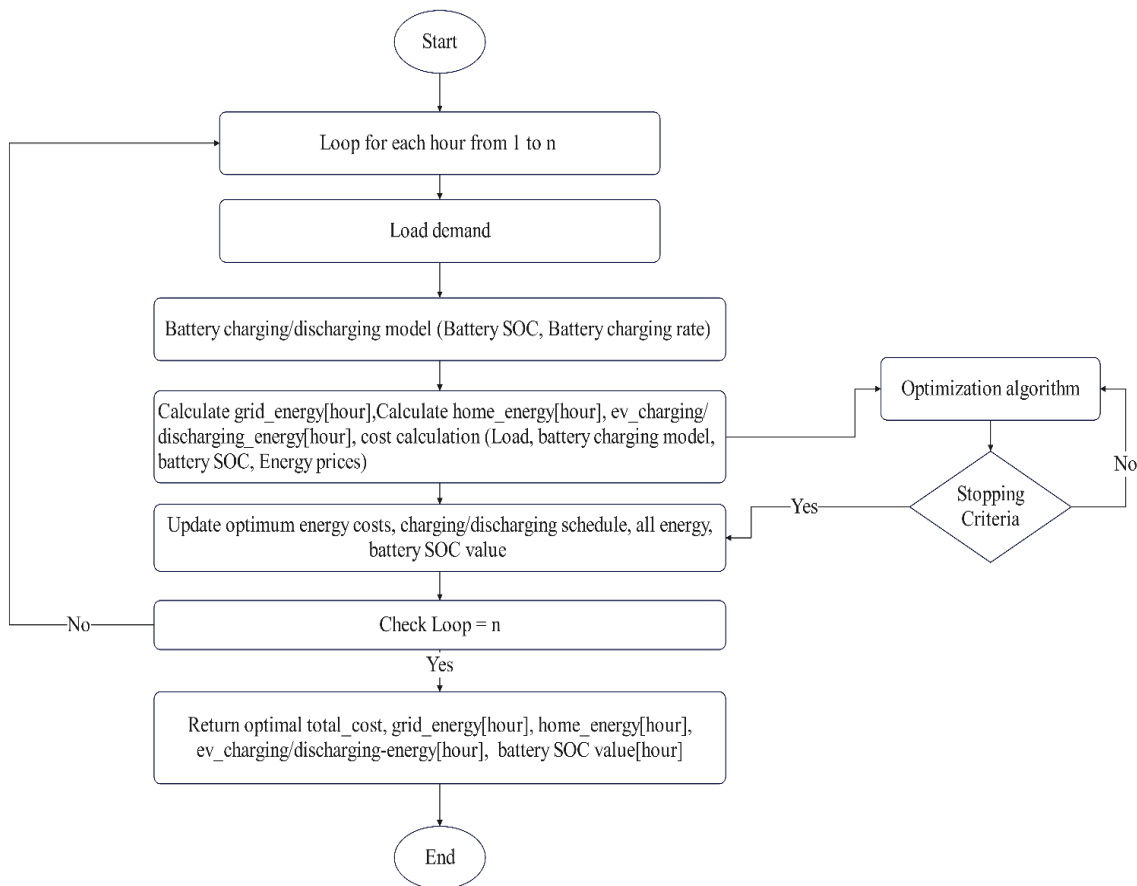 Start
Loop for each hour from 1 to n
Load demand
Battery charging/discharging model (Battery SOC, Battery charging rate)
Calculate grid_energy[hour],Calculate home_energy[hour], ev_charging/
discharging_energy[hour], cost calculation (Load, battery charging model,
battery SOC, Energy prices)
Optimization algorithm
Stopping
Criteria
No
Yes
Update optimum energy costs, charging/discharging schedule, all energy,
battery SOC value
Check Loop = n
No
Yes
Return optimal total_cost, grid_energy[hour], home_energy[hour],
ev_charging/discharging-energy[hour], battery SOC value[hour]
End